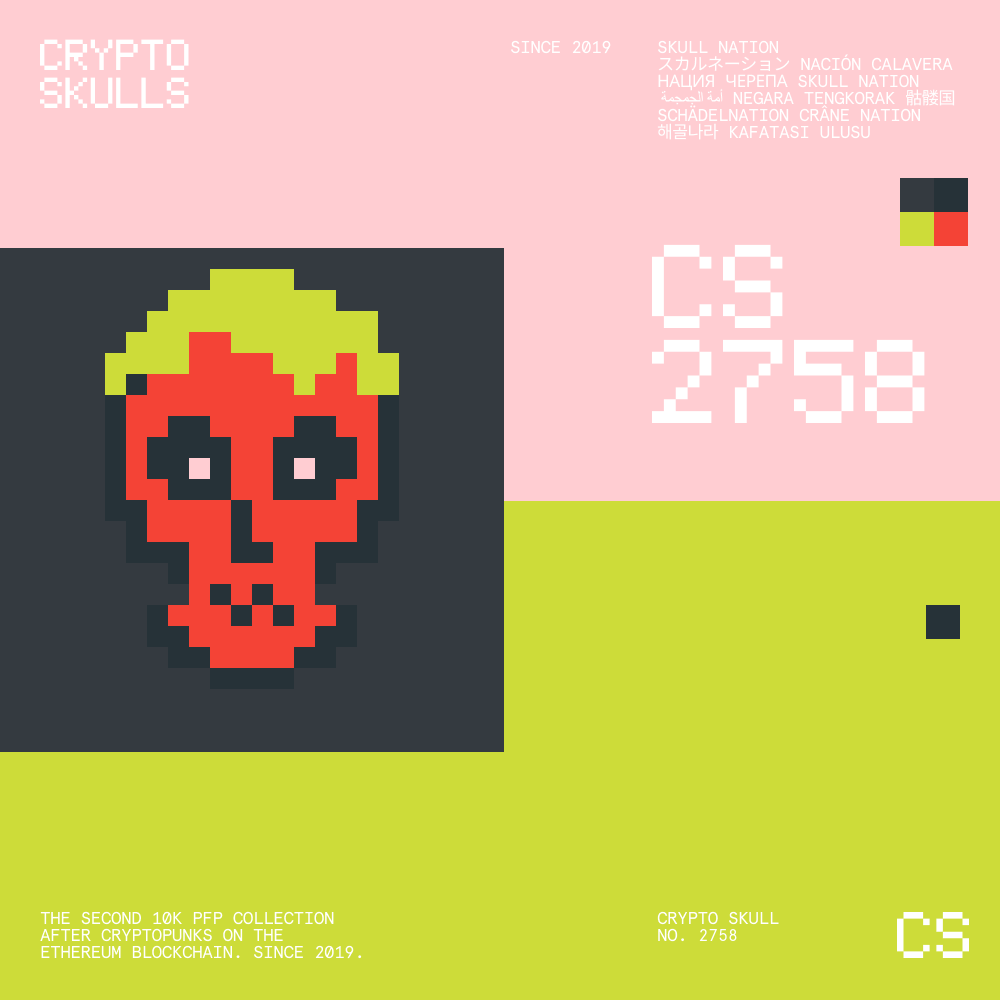 CRYPTO
SKULLS
SINCE 2019
SKULL NATION
スカルネーション NACIÓN CALAVERA
НАЦИЯ ЧЕРЕПА SKULL NATION
أمة الجمجمة NEGARA TENGKORAK 骷髅国
SCHÄDELNATION CRÂNE NATION
해골나라 KAFATASI ULUSU
CS
2758
THE SECOND 10K PFP COLLECTION
AFTER CRYPTOPUNKS ON THE
ETHEREUM BLOCKCHAIN. SINCE 2019.
CRYPTO SKULL
NO. 2758
CS